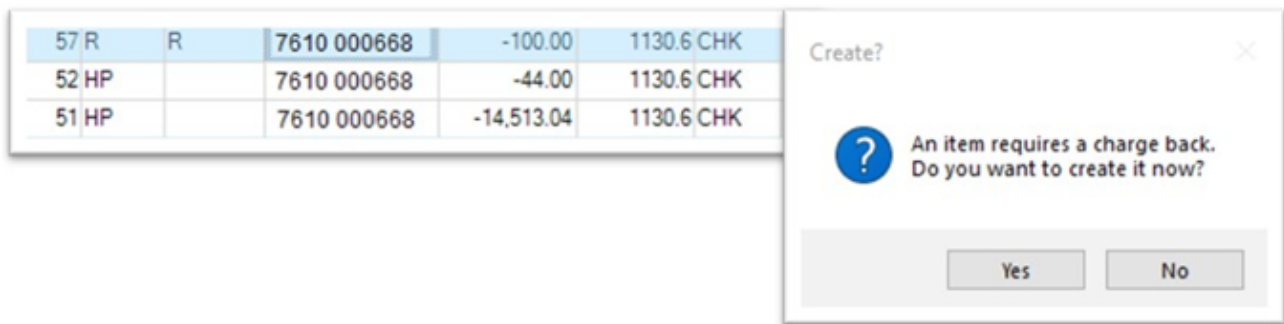 57 R R 7610 000668 -100.00 1130.6 CHK
52 HP 7610 000668 -44.00 1130.6 CHK
51 HP 7610 000668 -14,513.04 1130.6 CHK
Create?
An item requires a charge back.
Do you want to create it now?
Yes No